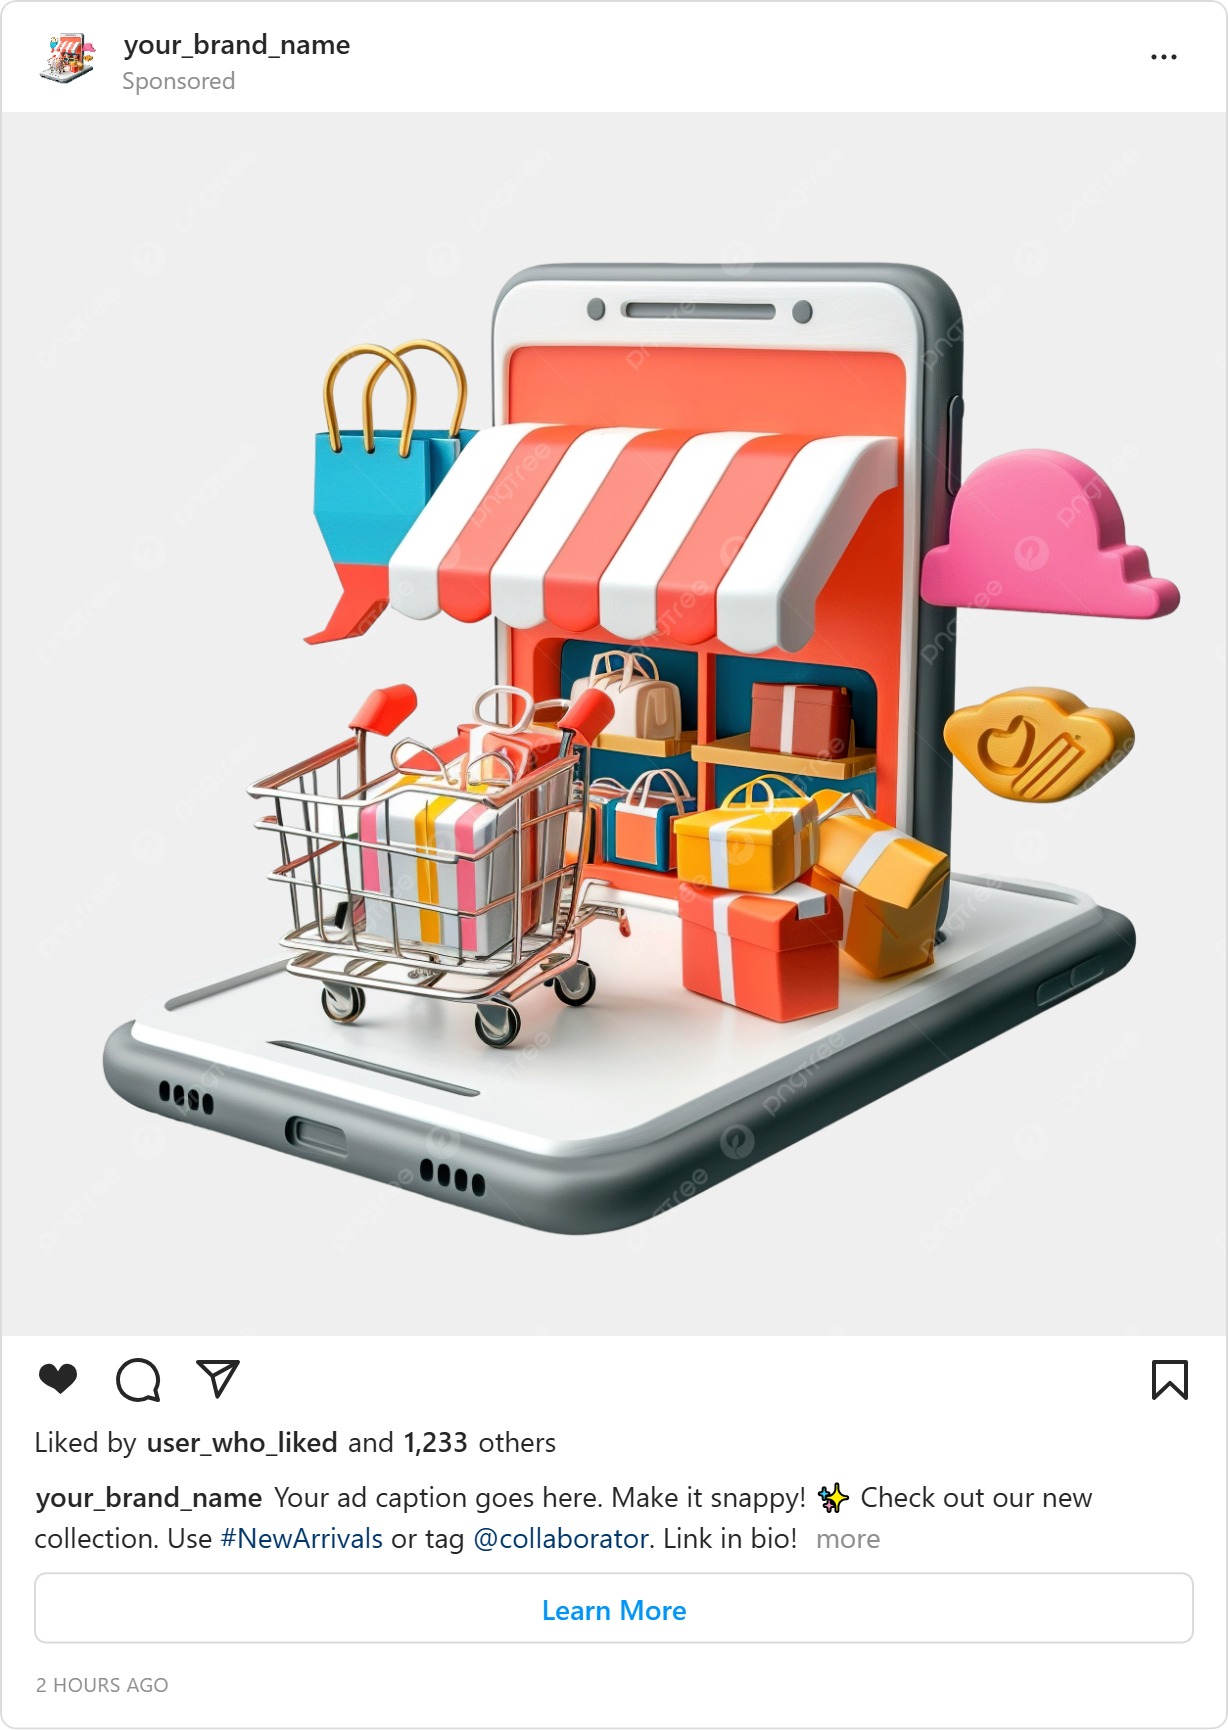 your_brand_name
Sponsored
Liked by user_who_liked and 1,233 others
your_brand_name Your ad caption goes here. Make it snappy! ✨ Check out our new
collection. Use #NewArrivals or tag @collaborator. Link in bio! more
Learn More
2 HOURS AGO
pngtree